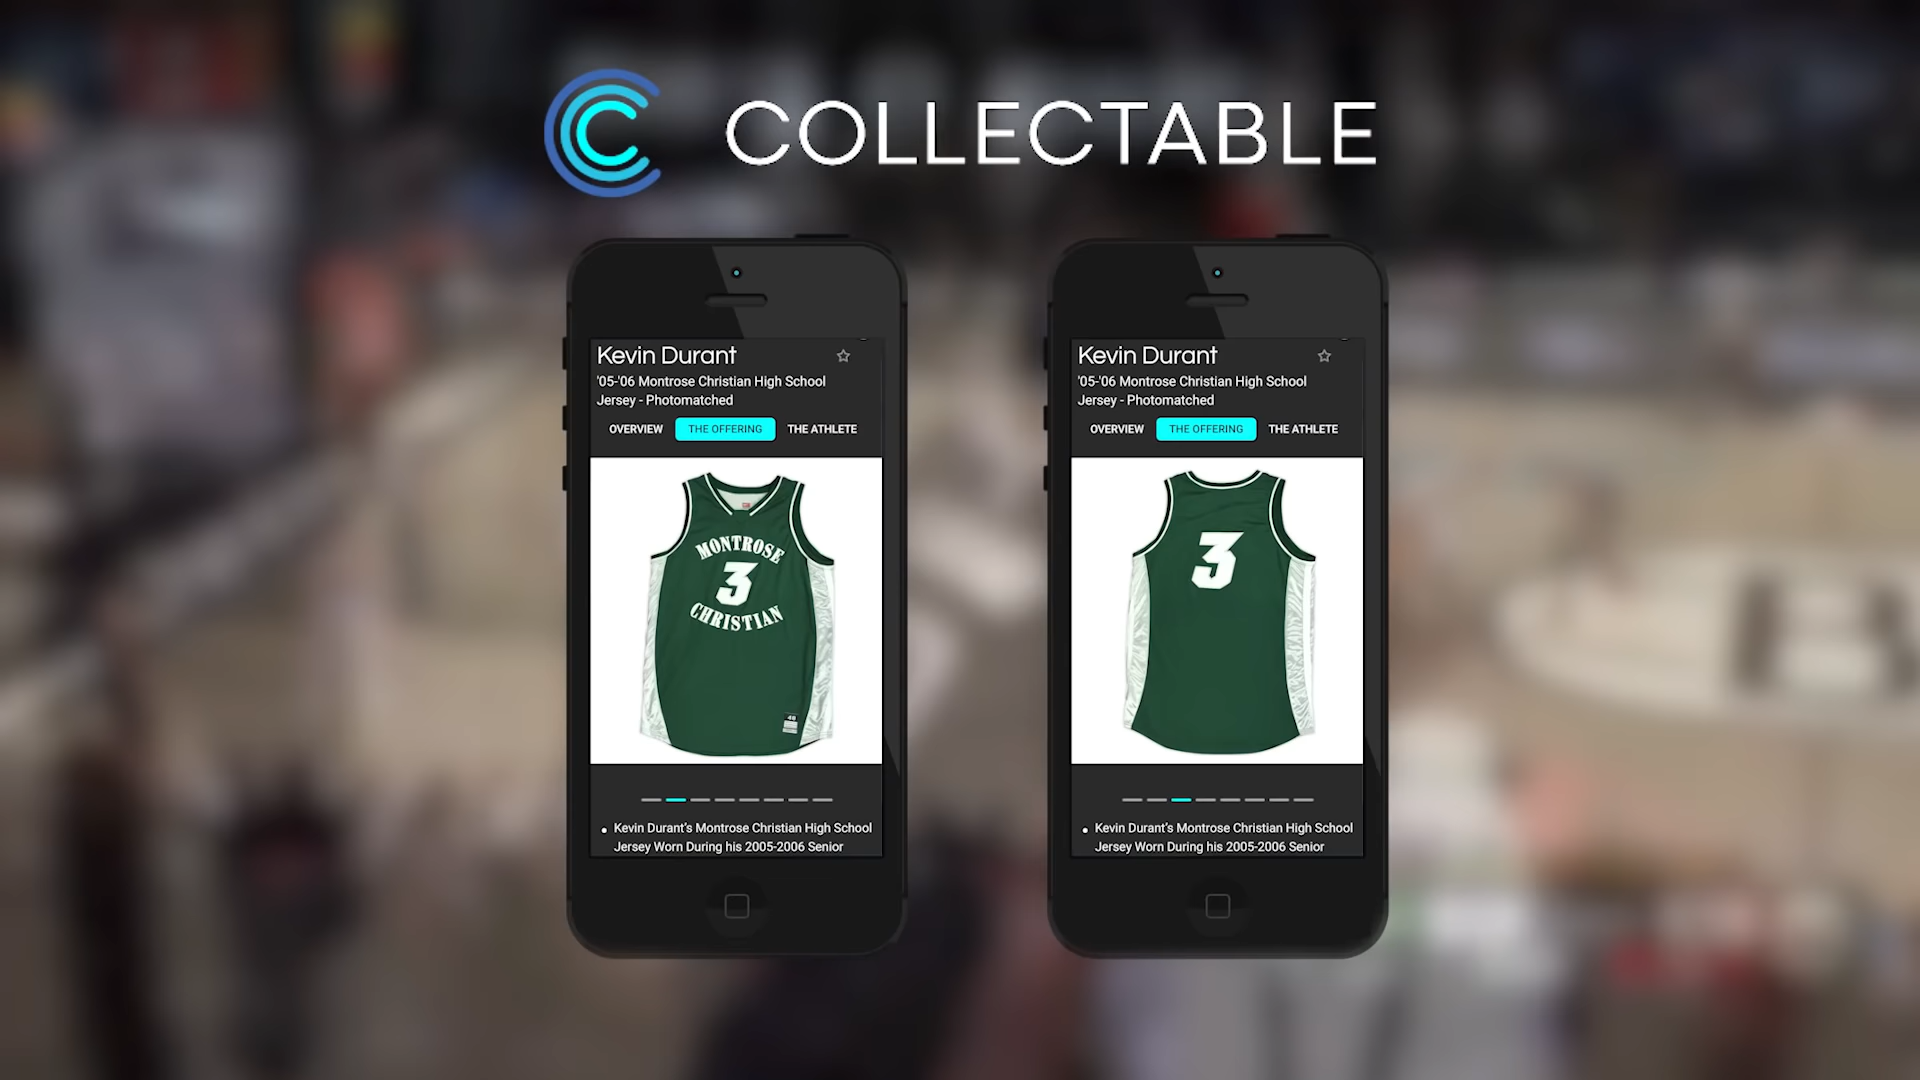 COLLECTABLE
Kevin Durant
'05-'06 Montrose Christian High School
Jersey - Photomatched
OVERVIEW THE OFFERING THE ATHLETE
MONTROSE
3
CHRISTIAN
48
Kevin Durant's Montrose Christian High School
Jersey Worn During his 2005-2006 Senior
Kevin Durant
'05-'06 Montrose Christian High School
Jersey - Photomatched
OVERVIEW THE OFFERING THE ATHLETE
3
Kevin Durant's Montrose Christian High School
Jersey Worn During his 2005-2006 Senior